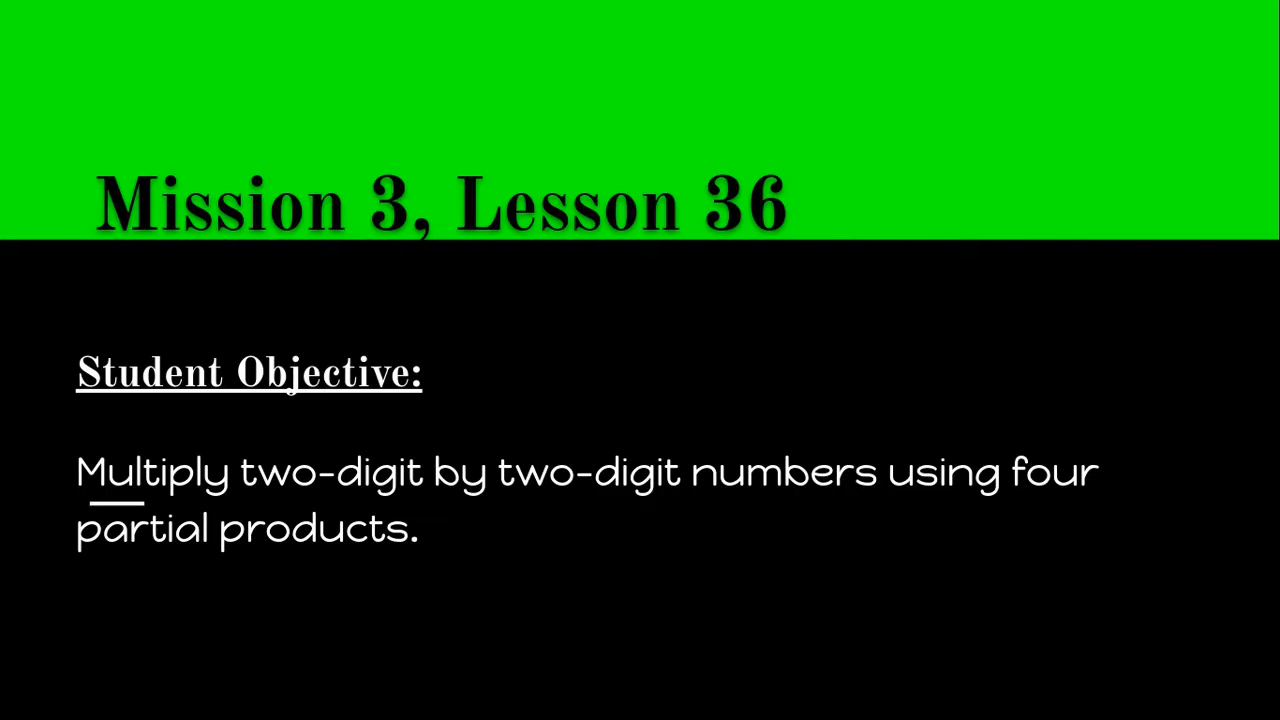 Mission 3, Lesson 36
Student Objective:
Multiply two-digit by two-digit numbers using four
partial products.